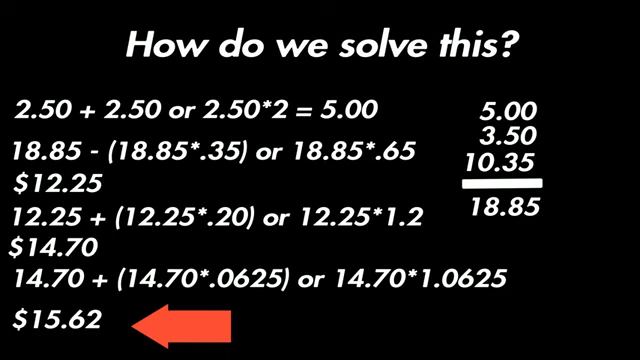 How do we solve this?
2.50 + 2.50 or 2.50*2 = 5.00
18.85 - (18.85*.35) or 18.85*.65
$12.25
12.25 + (12.25*.20) or 12.25*1.2
$14.70
14.70 + (14.70*.0625) or 14.70*1.0625
$15.62
5.00
3.50
10.35
18.85